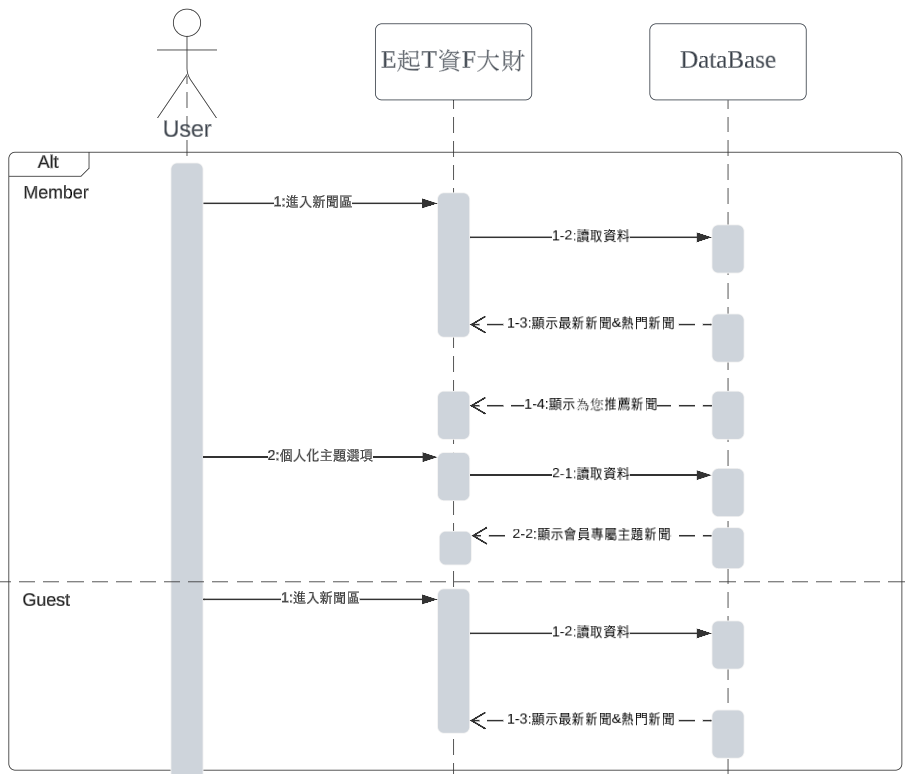 User
E起T資F大財
DataBase
Alt
Member
1:進入新聞區
1-2:讀取資料
1-3:顯示最新新聞&熱門新聞
1-4:顯示為您推薦新聞
2:個人化主題選項
2-1:讀取資料
2-2:顯示會員專屬主題新聞
Guest
1:進入新聞區
1-2:讀取資料
1-3:顯示最新新聞&熱門新聞